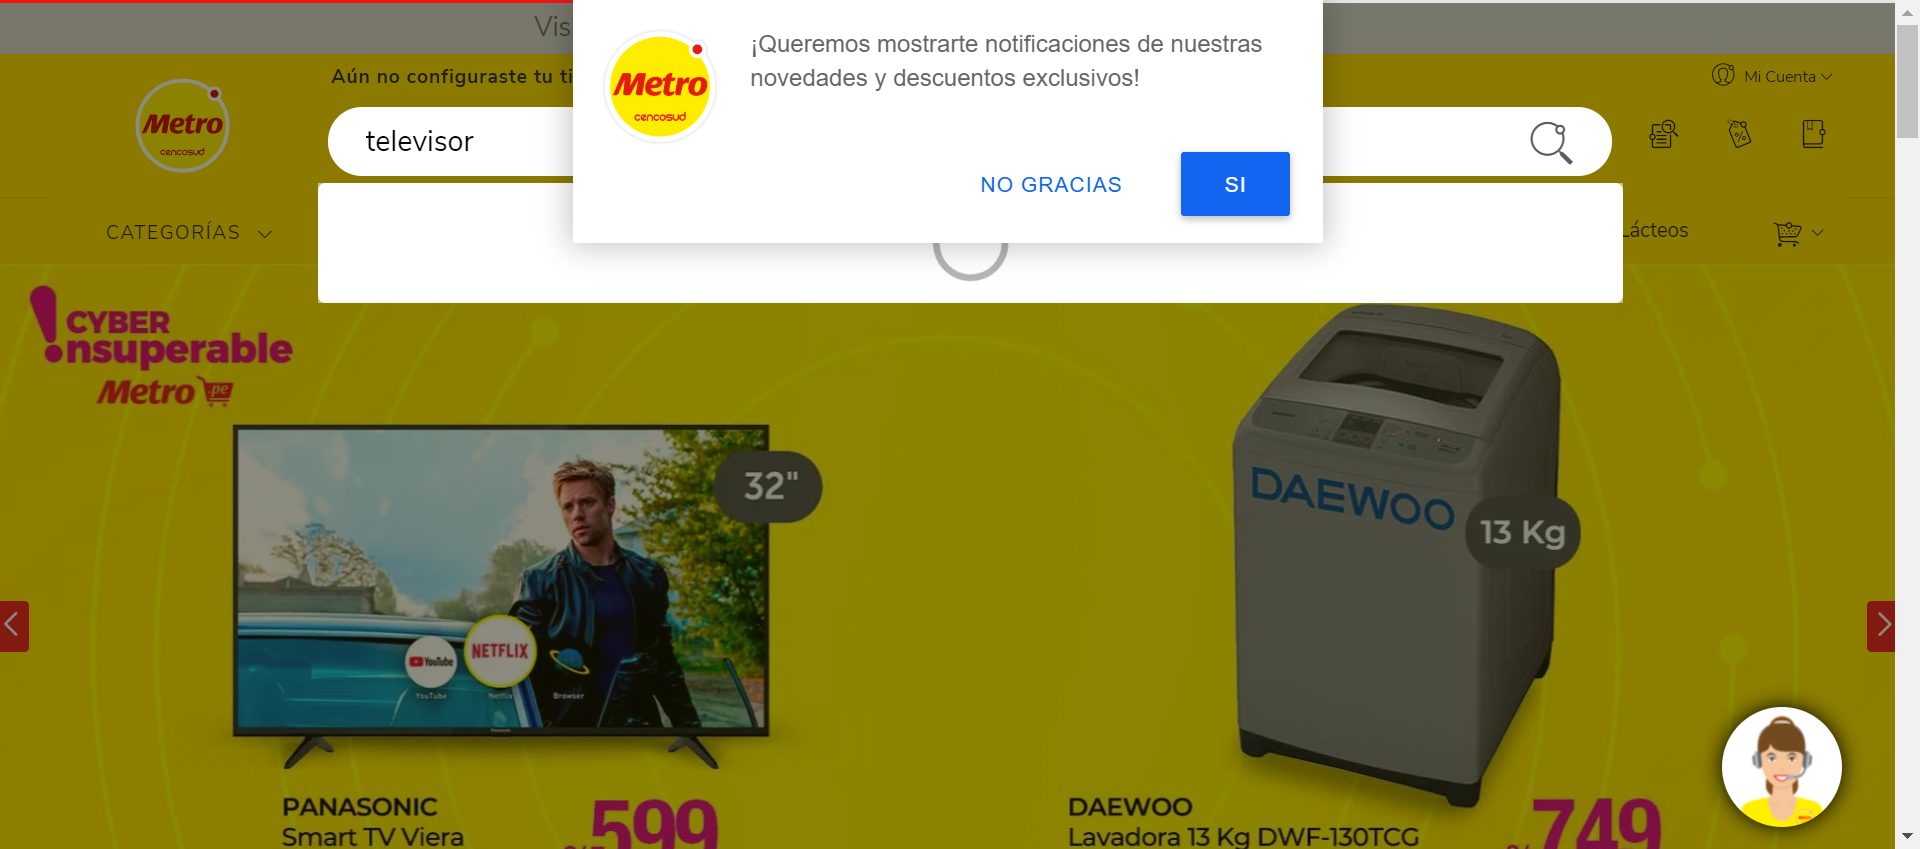 Vis
¡Queremos mostrarte notificaciones de nuestras
novedades y descuentos exclusivos!
NO GRACIAS
SI
Metro
cencosud
Aún no configuraste tu ti
Mi Cuenta
Metro
cencosud
televisor
CATEGORÍAS
Lácteos
CYBER
nsuperable
Metro pe
32"
DAEWOO
13 Kg
YouTube
NETFLIX
YouTube
Netflix
Browser
Panasonic
PANASONIC
Smart TV Viera
599
DAEWOO
Lavadora 13 Kg DWF-130TCG
749